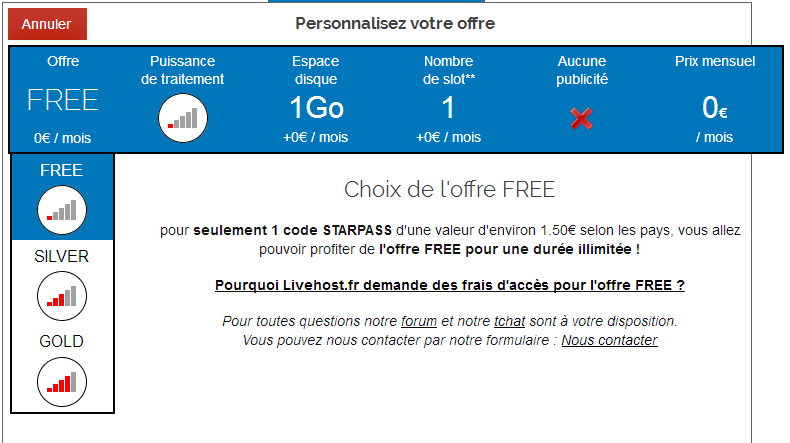 Annuler
Personnalisez votre offre
Offre
FREE
0€ / mois
Puissance
de traitement
Espace
disque
1Go
+0€ / mois
Nombre
de slot**
1
+0€ / mois
Aucune
publicité
Prix mensuel
0€
/ mois
FREE
SILVER
GOLD
Choix de l'offre FREE
pour seulement 1 code STARPASS d'une valeur d'environ 1.50€ selon les pays, vous allez
pouvoir profiter de l'offre FREE pour une durée illimitée !
Pourquoi Livehost.fr demande des frais d'accès pour l'offre FREE ?
Pour toutes questions notre forum et notre tchat sont à votre disposition.
Vous pouvez nous contacter par notre formulaire : Nous contacter